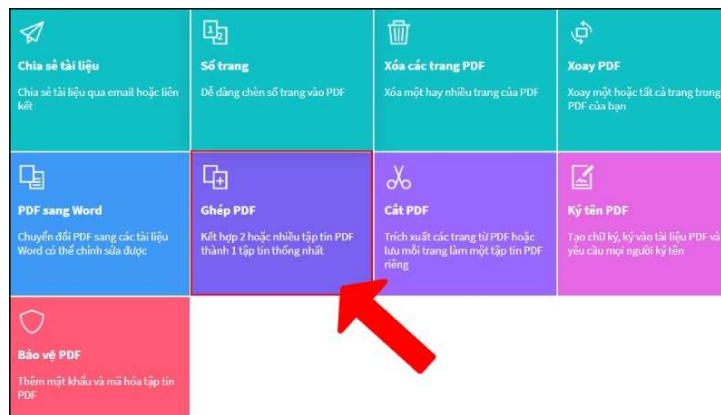 Chia sẻ tài liệu
Chia sẻ tài liệu qua email hoặc liên
kết
Số trang
Dễ dàng chèn số trang vào PDF
Xóa các trang PDF
Xóa một hay nhiều trang của PDF
Xoay PDF
Xoay một hoặc tất cả trang trong
PDF của bạn
PDF sang Word
Chuyển đổi PDF sang các tài liệu
Word có thể chỉnh sửa được
Ghép PDF
Kết hợp 2 hoặc nhiều tập tin PDF
thành 1 tập tin thống nhất
Cắt PDF
Trích xuất các trang từ PDF hoặc
lưu mỗi trang làm một tập tin PDF
riêng
Ký tên PDF
Tạo chữ ký, ký vào tài liệu PDF và
yêu cầu mọi người ký tên
Bảo vệ PDF
Thêm mật khẩu và mã hóa tập tin
PDF